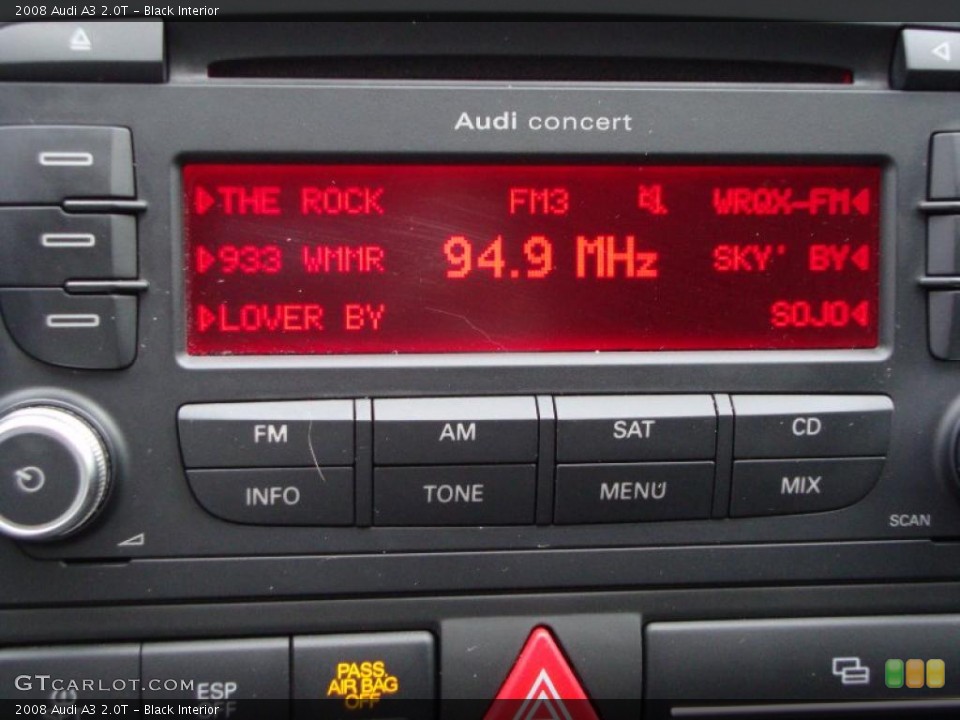 2008 Audi A3 2.0T - Black Interior
Audi concert
THE ROCK FM3 WRQX-FM
94.9 MHz
933 WMMR SKY' BY
LOVER BY SOJO
FM AM SAT CD
INFO TONE MENU MIX
SCAN
PASS.
AIR BAG
OFF
ESP
OFF
GTCARLOT.COM
2008 Audi A3 2.0T - Black Interior